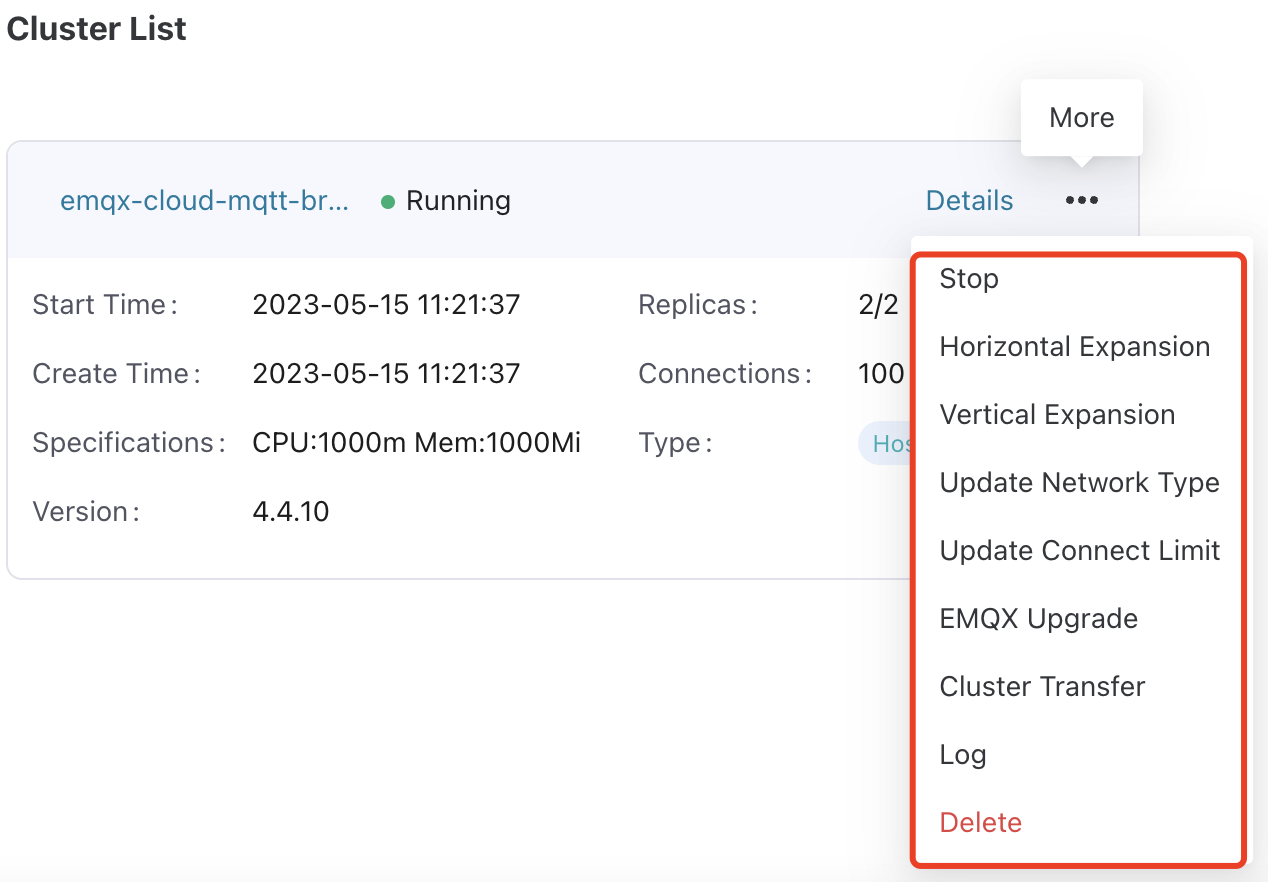 Cluster List
More
emqx-cloud-mqtt-br... Running Details •••
Start Time: 2023-05-15 11:21:37 Replicas: 2/2
Create Time: 2023-05-15 11:21:37 Connections: 100
Specifications: CPU:1000m Mem:1000Mi Type: Hos
Version: 4.4.10
Stop
Horizontal Expansion
Vertical Expansion
Update Network Type
Update Connect Limit
EMQX Upgrade
Cluster Transfer
Log
Delete